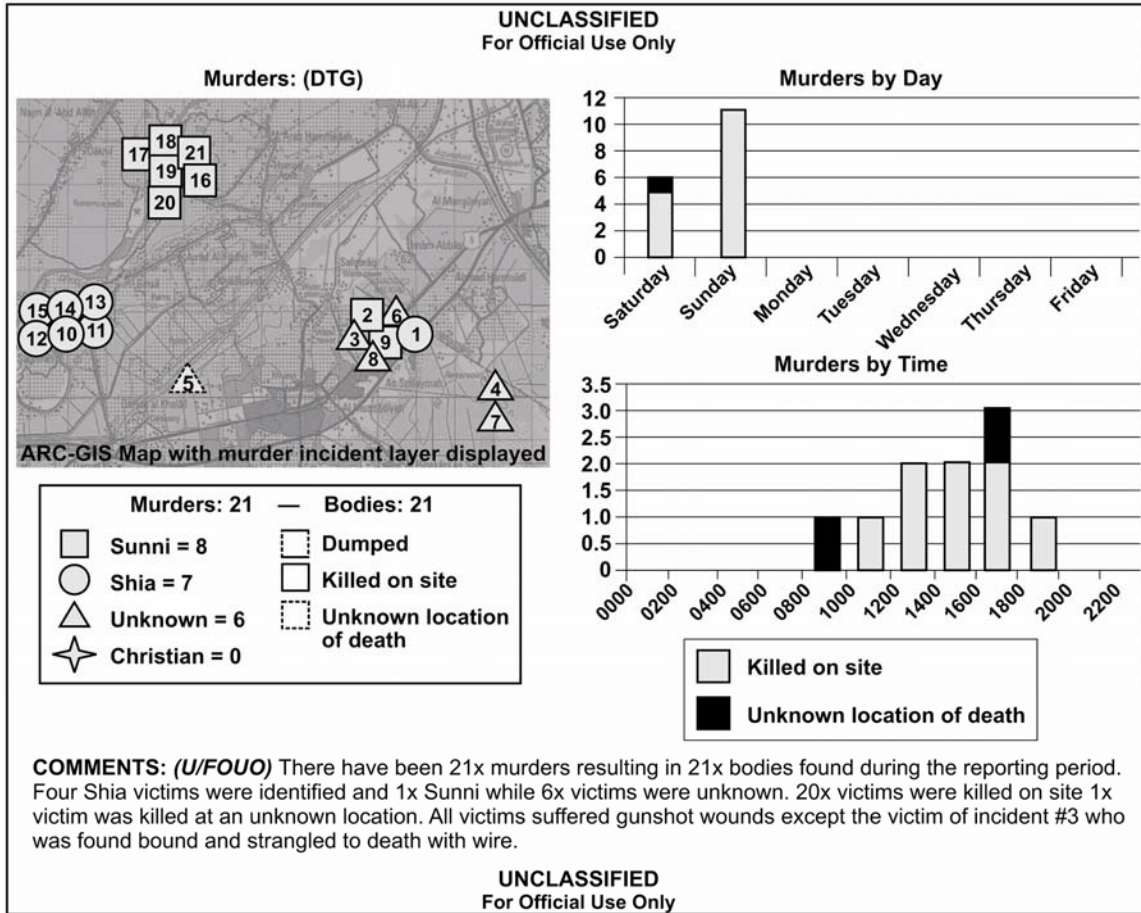 UNCLASSIFIED
For Official Use Only
Murders: (DTG)
18
17
21
19
16
20
15
14
13
12
10
11
2
6
3
9
1
8
5
4
7
ARC-GIS Map with murder incident layer displayed
Murders: 21 — Bodies: 21
Sunni = 8
Shia = 7
Unknown = 6
Christian = 0
Dumped
Killed on site
Unknown location
of death
Murders by Day
12
10
8
6
4
2
0
Saturday
Sunday
Monday
Tuesday
Wednesday
Thursday
Friday
Murders by Time
3.5
3.0
2.5
2.0
1.5
1.0
0.5
0
0000
0200
0400
0600
0800
1000
1200
1400
1600
1800
2000
2200
Killed on site
Unknown location of death
COMMENTS: (U/FOUO) There have been 21x murders resulting in 21x bodies found during the reporting period.
Four Shia victims were identified and 1x Sunni while 6x victims were unknown. 20x victims were killed on site 1x
victim was killed at an unknown location. All victims suffered gunshot wounds except the victim of incident #3 who
was found bound and strangled to death with wire.
UNCLASSIFIED
For Official Use Only